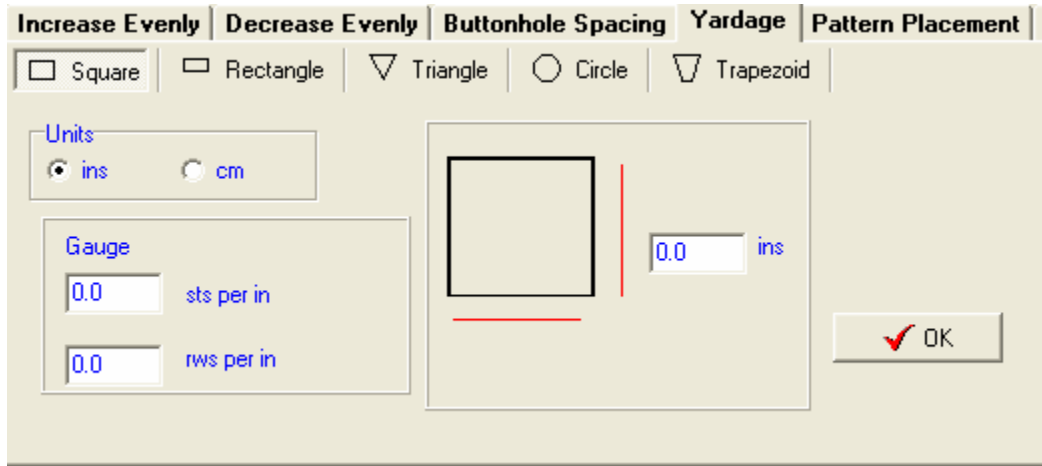 Increase Evenly Decrease Evenly Buttonhole Spacing Yardage Pattern Placement
Square Rectangle Triangle Circle Trapezoid
Units
ins cm
Gauge
0.0 sts per in
0.0 rws per in
0.0 ins
OK